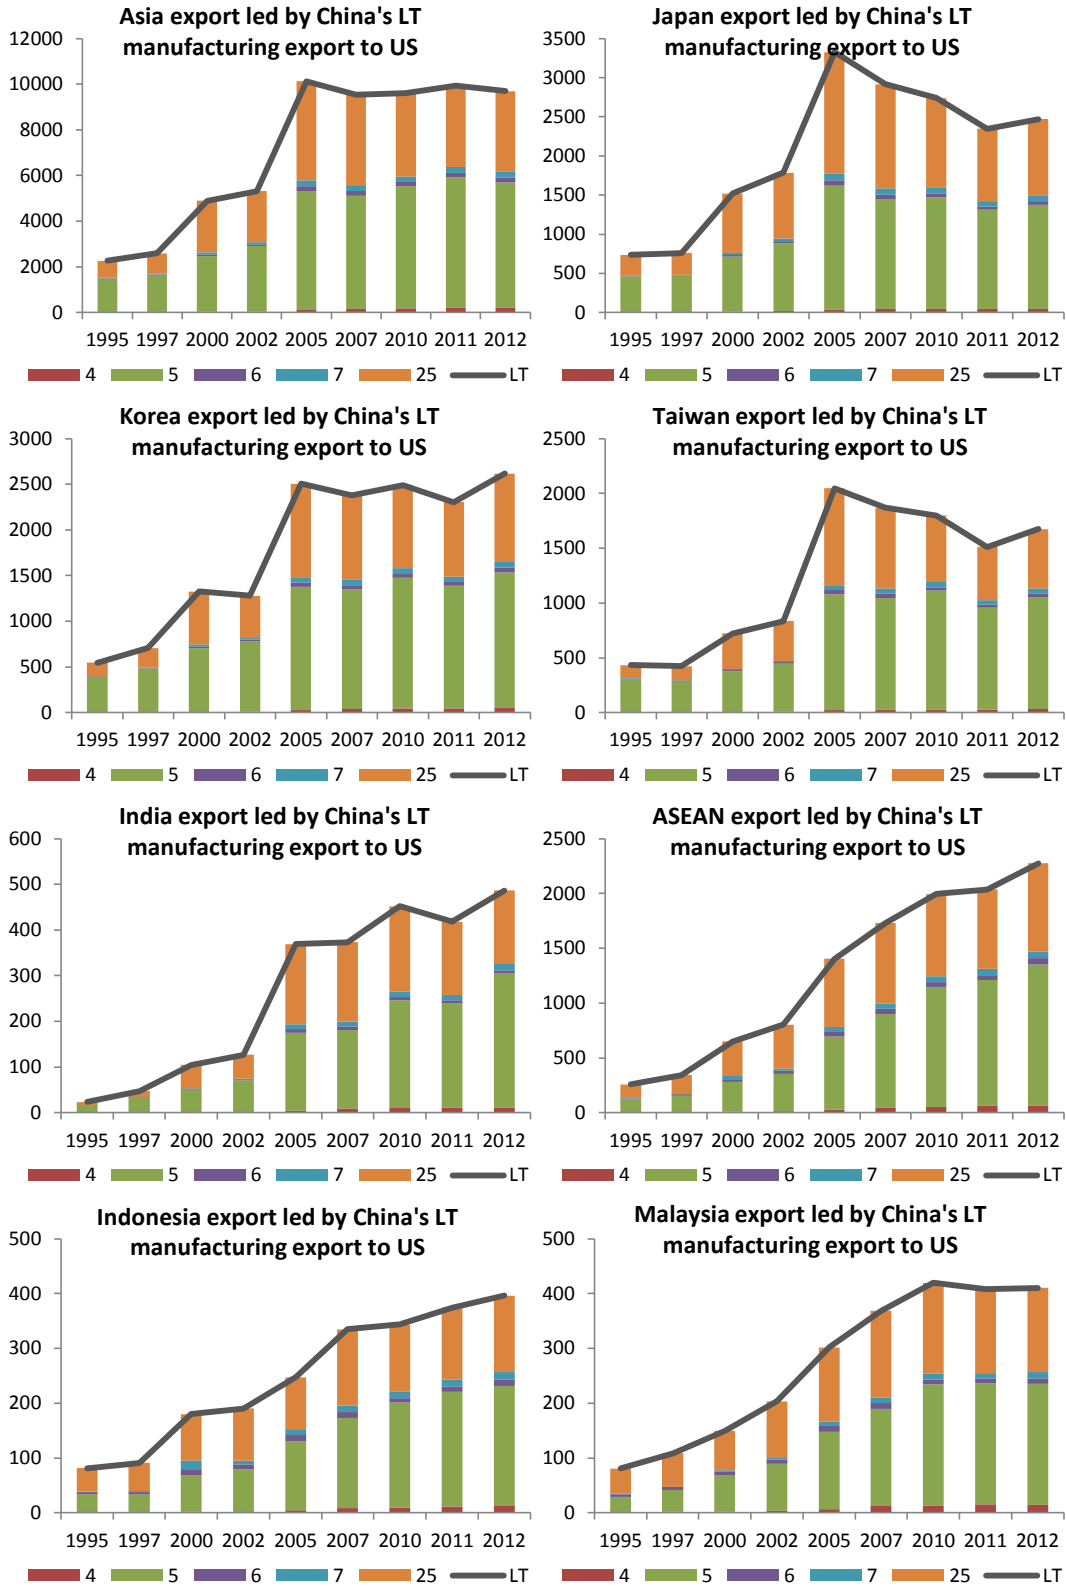 Asia export led by China's LT
manufacturing export to US
12000
10000
8000
6000
4000
2000
0
1995 1997 2000 2002 2005 2007 2010 2011 2012
4 5 6 7 25 LT
Japan export led by China's LT
manufacturing export to US
3500
3000
2500
2000
1500
1000
500
0
1995 1997 2000 2002 2005 2007 2010 2011 2012
4 5 6 7 25 LT
Korea export led by China's LT
manufacturing export to US
3000
2500
2000
1500
1000
500
0
1995 1997 2000 2002 2005 2007 2010 2011 2012
4 5 6 7 25 LT
Taiwan export led by China's LT
manufacturing export to US
2500
2000
1500
1000
500
0
1995 1997 2000 2002 2005 2007 2010 2011 2012
4 5 6 7 25 LT
India export led by China's LT
manufacturing export to US
600
500
400
300
200
100
0
1995 1997 2000 2002 2005 2007 2010 2011 2012
4 5 6 7 25 LT
ASEAN export led by China's LT
manufacturing export to US
2500
2000
1500
1000
500
0
1995 1997 2000 2002 2005 2007 2010 2011 2012
4 5 6 7 25 LT
Indonesia export led by China's LT
manufacturing export to US
500
400
300
200
100
0
1995 1997 2000 2002 2005 2007 2010 2011 2012
4 5 6 7 25 LT
Malaysia export led by China's LT
manufacturing export to US
500
400
300
200
100
0
1995 1997 2000 2002 2005 2007 2010 2011 2012
4 5 6 7 25 LT